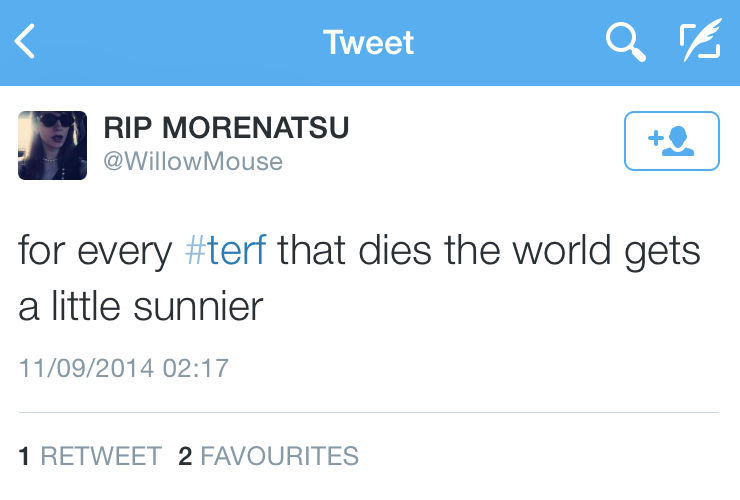 Tweet
RIP MORENATSU
@WillowMouse
for every #terf that dies the world gets
a little sunnier
11/09/2014 02:17
1 RETWEET 2 FAVOURITES